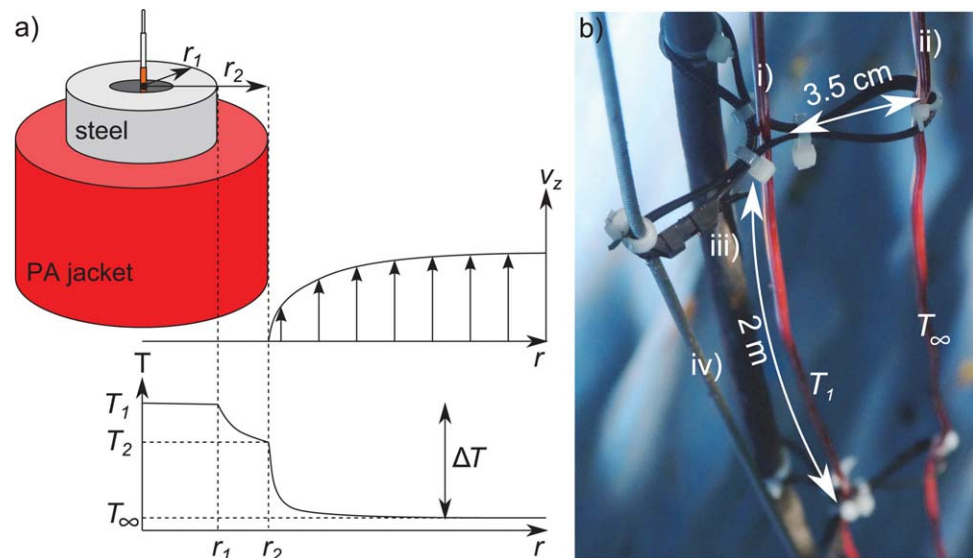 a)
r1
r2
steel
PA jacket
vz
r
T
T1
T2
T∞
ΔT
r1
r2
r
b)
i)
ii)
3.5 cm
iii)
2 m
iv)
T1
T∞